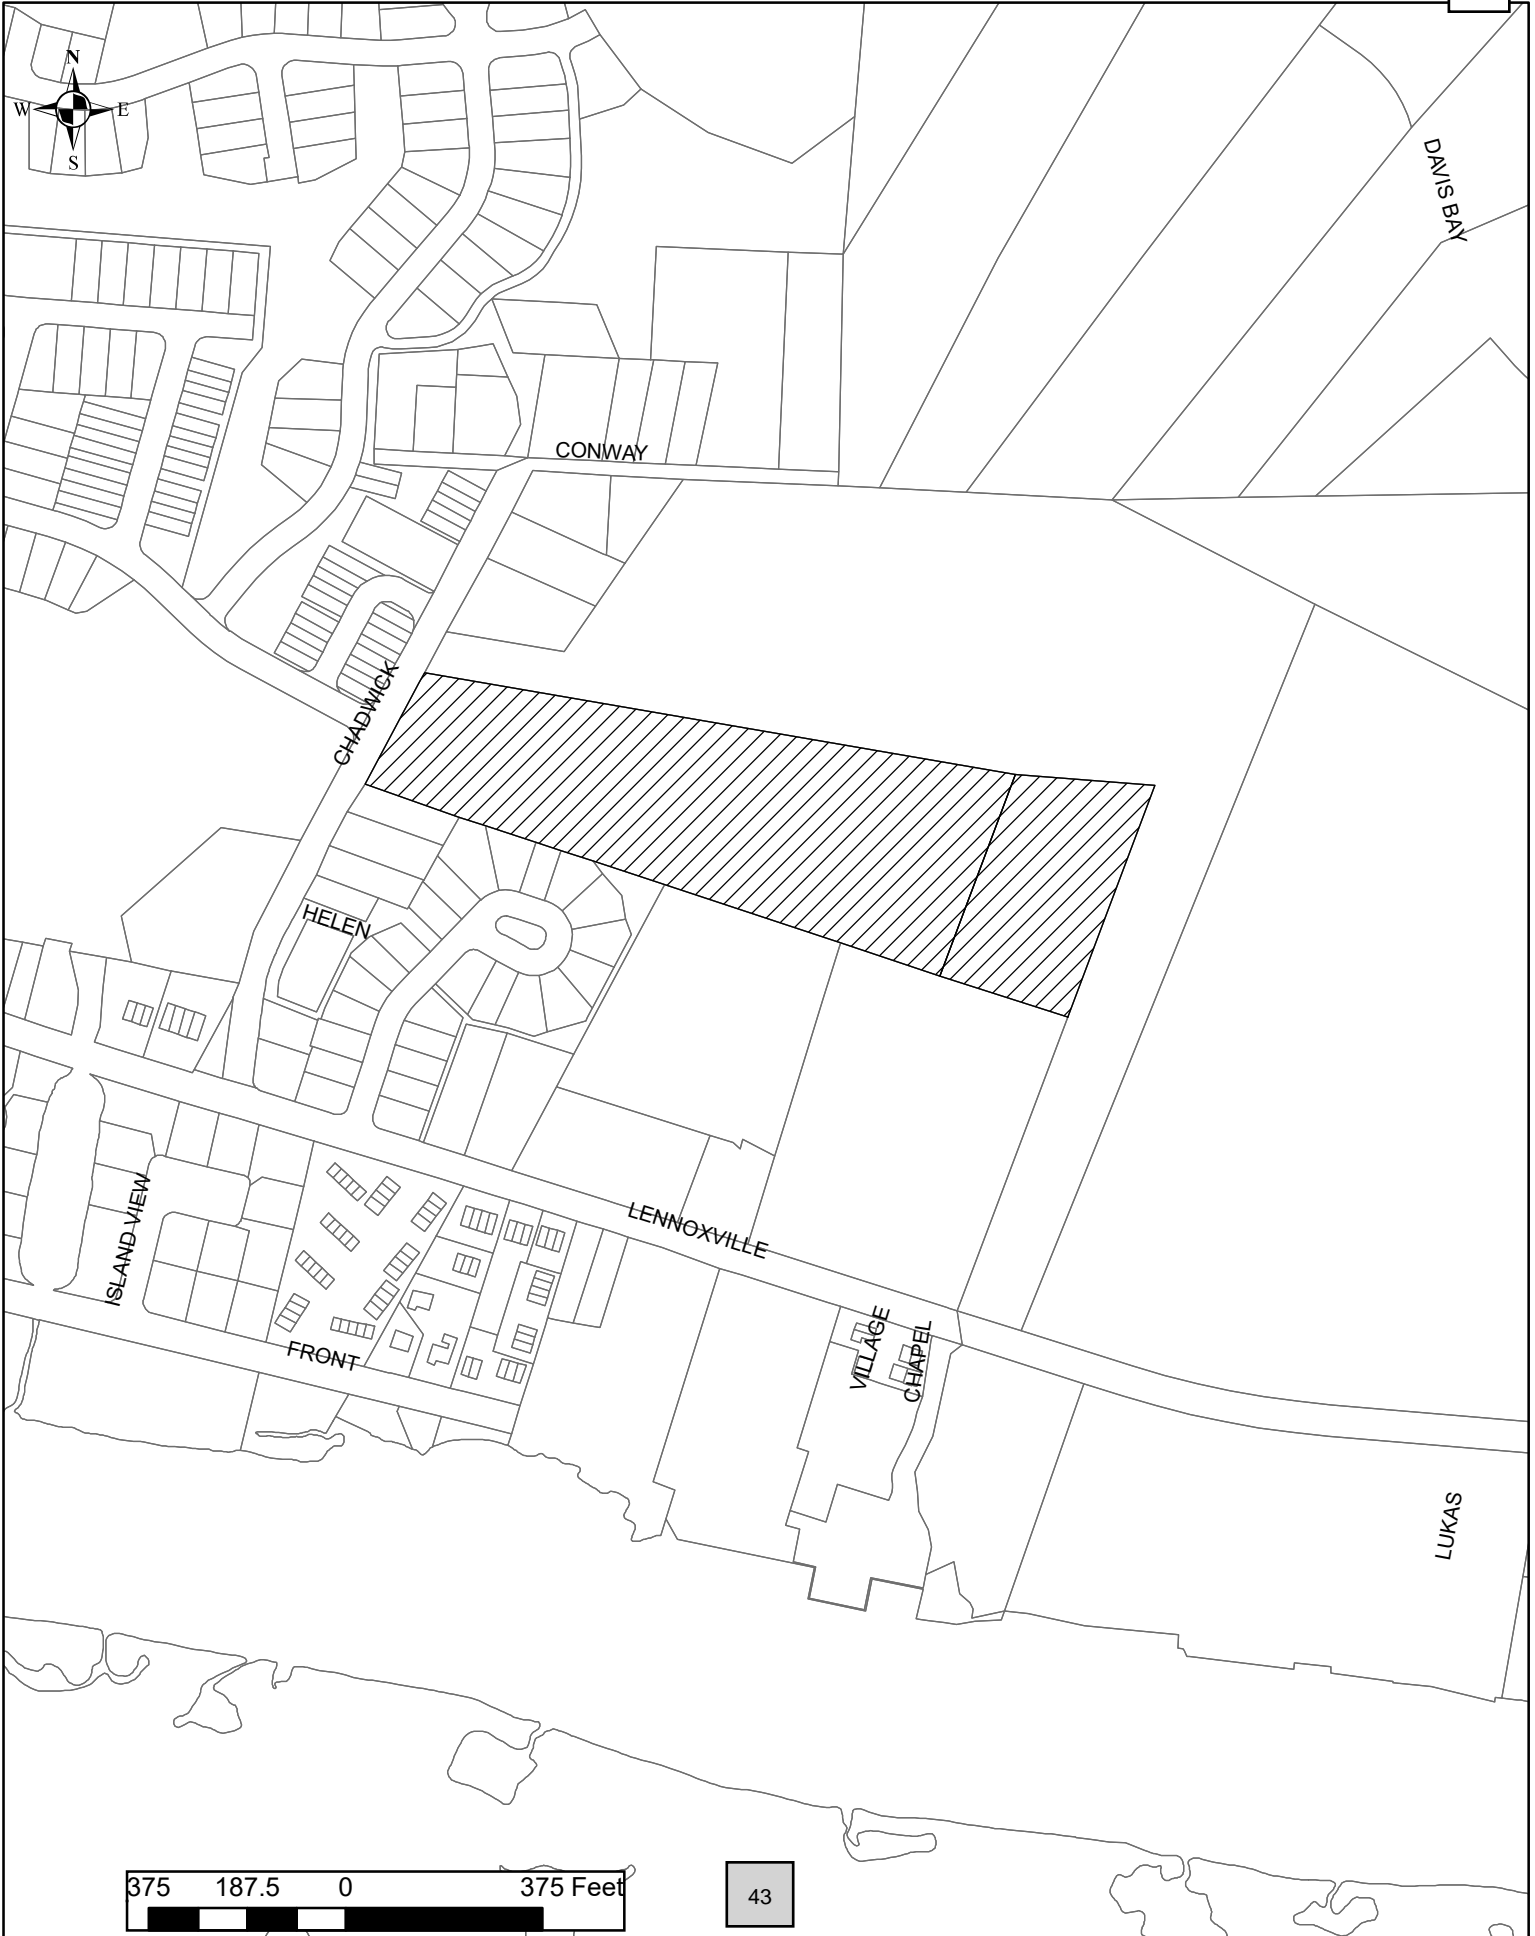 N
W E
S
DAVIS BAY
CONWAY
CHADWICK
HELEN
ISLAND VIEW
LENNOXVILLE
FRONT
VILLAGE
CHAPEL
LUKAS
375 187.5 0 375 Feet
43